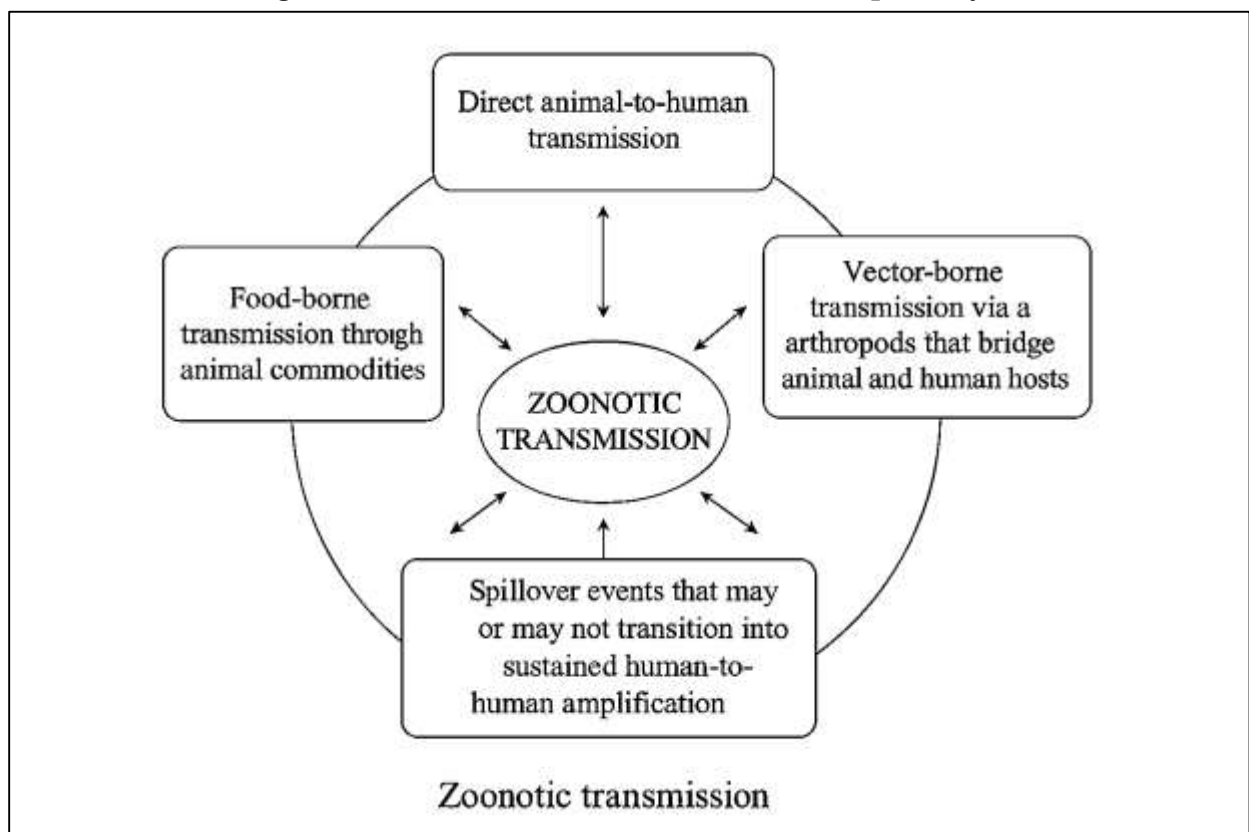 Direct animal-to-human
transmission
Food-borne
transmission throigh
animal commodities
Vector-borne
transmission via a
arthropods that bridge
animal and human hosts
ZOONOTIC
TRANSMISSION
Spillover events that may
or may not transition into
sustained human-to-
human amplification
Zoonotic transmission